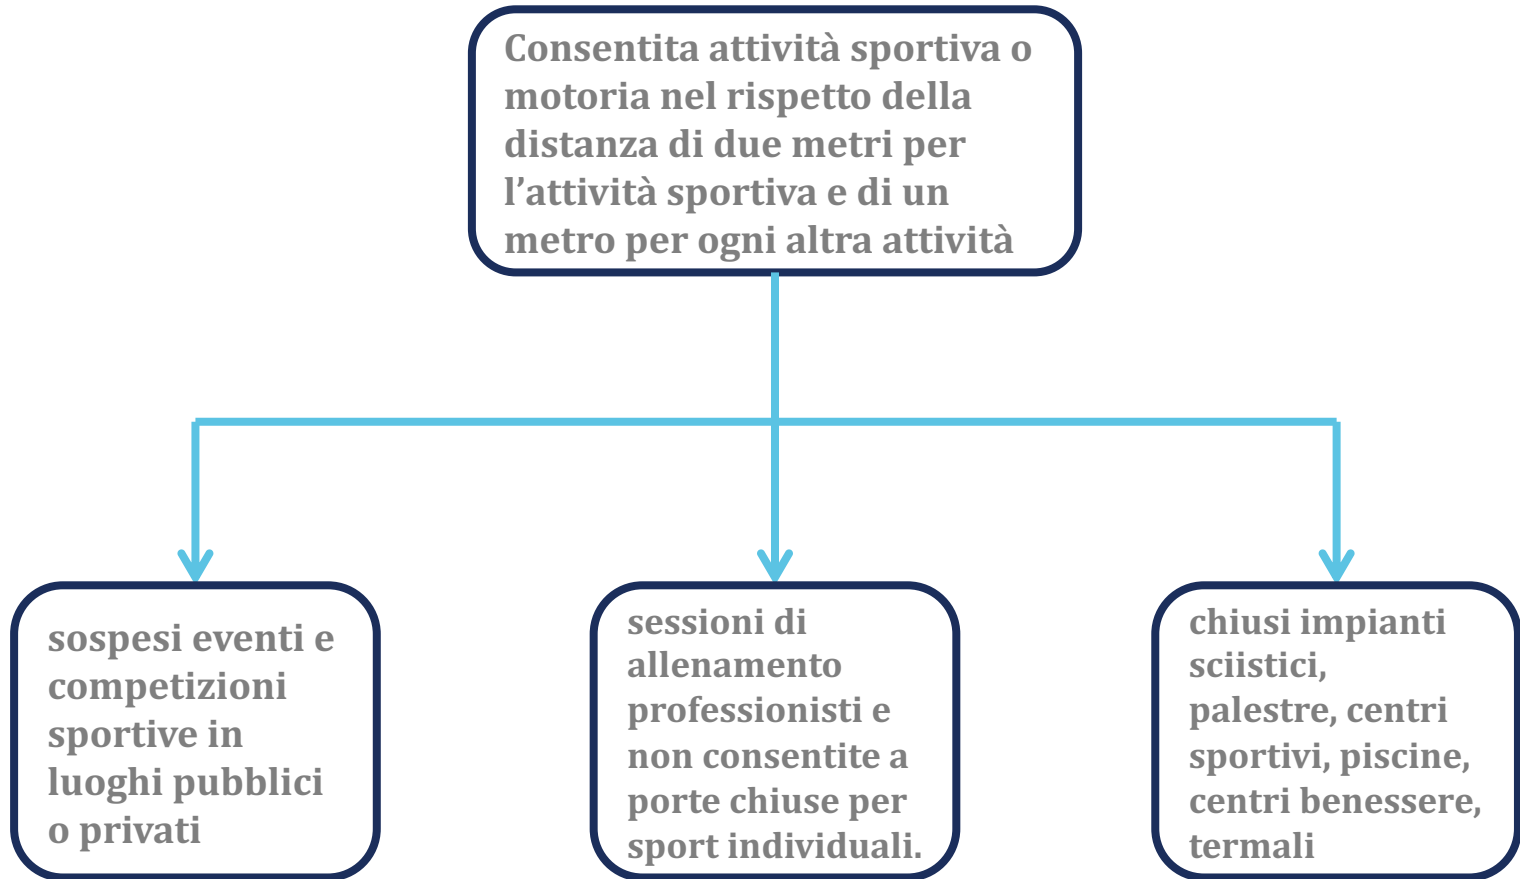 Consentita attività sportiva o
motoria nel rispetto della
distanza di due metri per
l’attività sportiva e di un
metro per ogni altra attività
sospesi eventi e
competizioni
sportive in
luoghi pubblici
o privati
sessioni di
allenamento
professionisti e
non consentite a
porte chiuse per
sport individuali.
chiusi impianti
sciistici,
palestre, centri
sportivi, piscine,
centri benessere,
termali